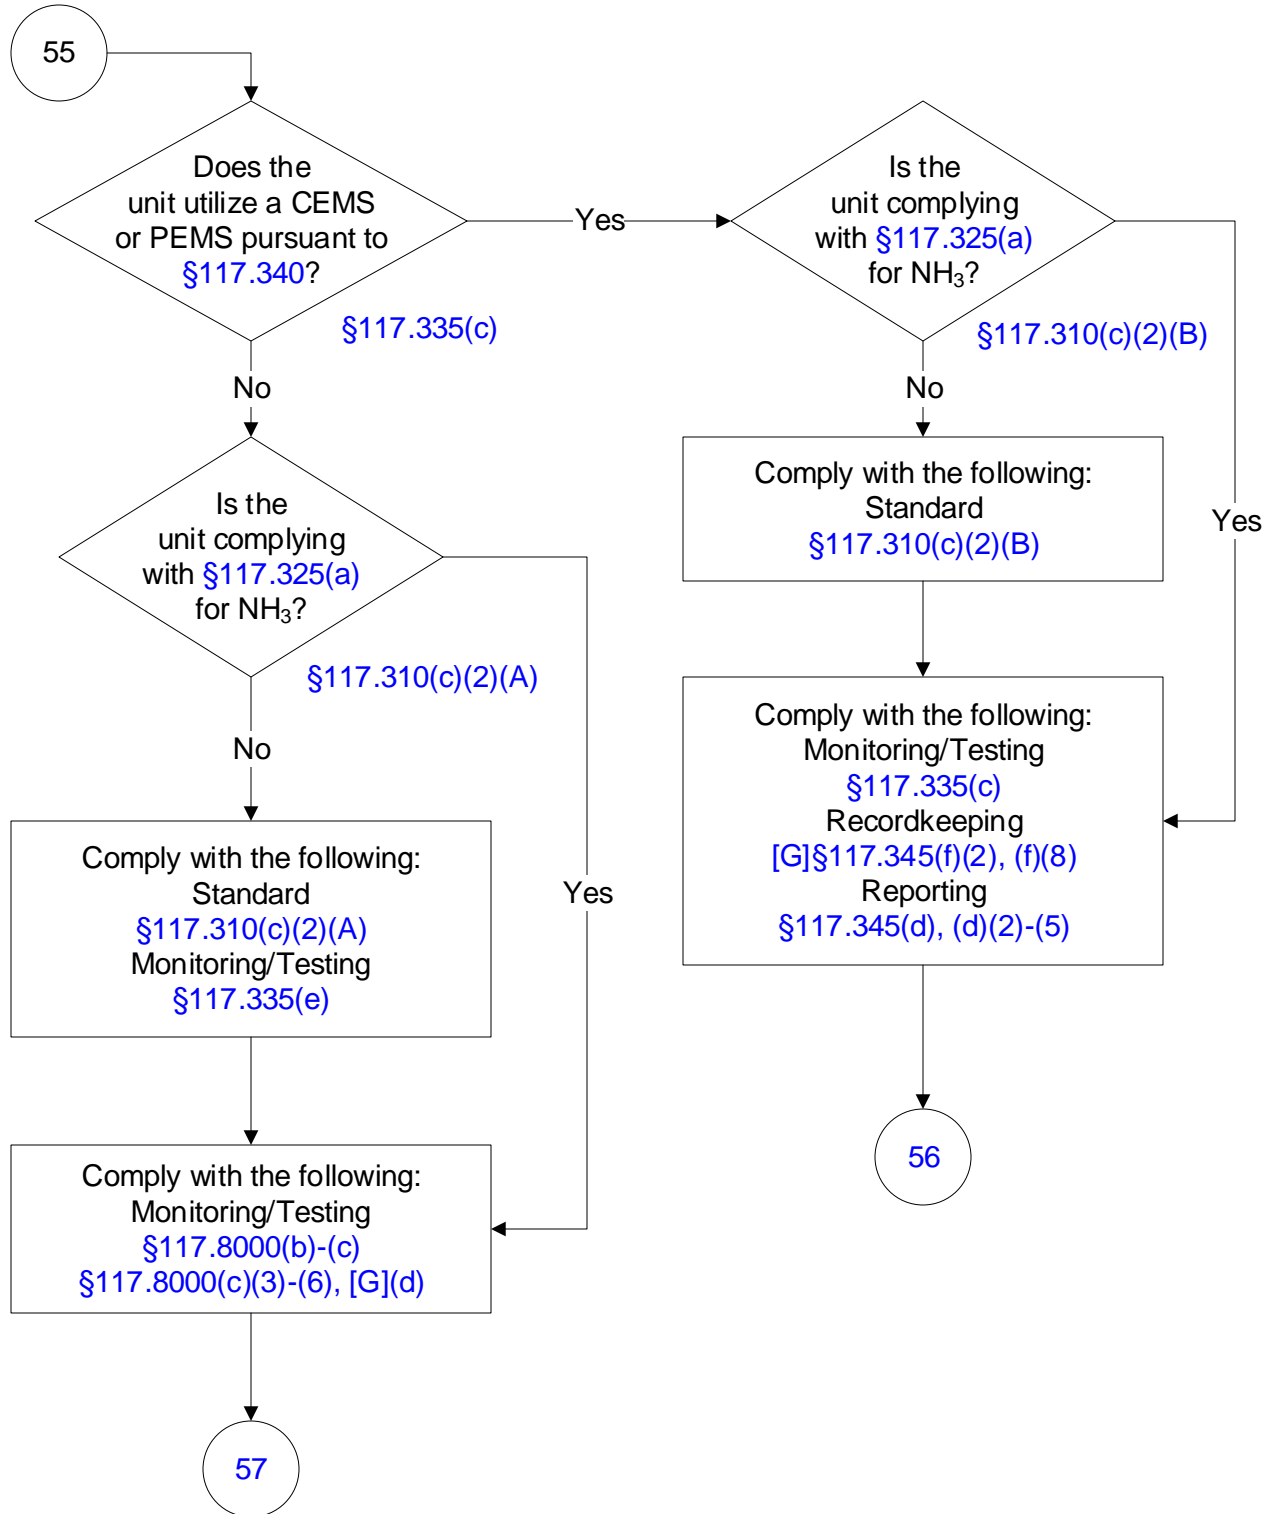 55
Does the
unit utilize a CEMS
or PEMS pursuant to
§117.340?
§117.335(c)
Yes
Is the
unit complying
with §117.325(a)
for NH₃?
§117.310(c)(2)(B)
No
Comply with the following:
Standard
§117.310(c)(2)(B)
Yes
Comply with the following:
Monitoring/Testing
§117.335(c)
Recordkeeping
[G]§117.345(f)(2), (f)(8)
Reporting
§117.345(d), (d)(2)-(5)
56
No
Is the
unit complying
with §117.325(a)
for NH₃?
§117.310(c)(2)(A)
No
Comply with the following:
Standard
§117.310(c)(2)(A)
Monitoring/Testing
§117.335(e)
Yes
Comply with the following:
Monitoring/Testing
§117.8000(b)-(c)
§117.8000(c)(3)-(6), [G](d)
57